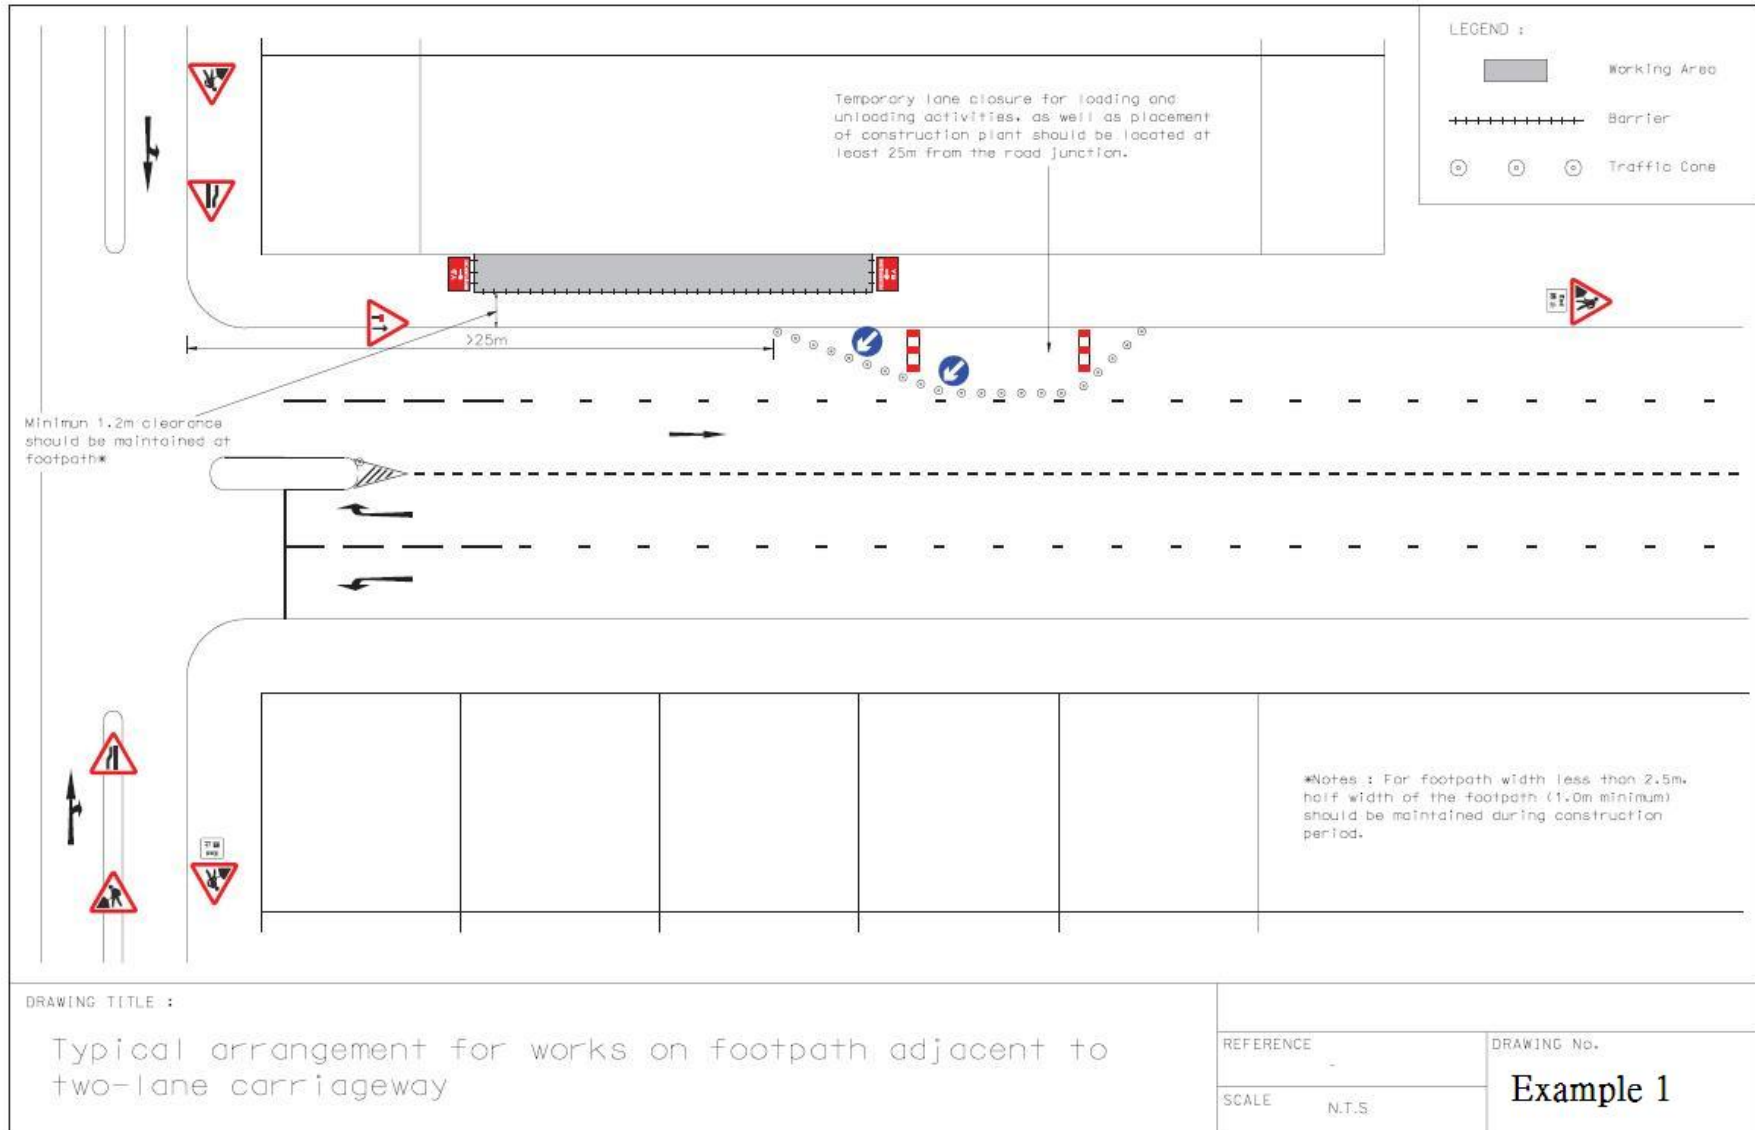 LEGEND :
Working Area
Barrier
Traffic Cone
Temporary lane closure for loading and
unloading activities, as well as placement
of construction plant should be located at
least 25m from the road junction.
>25m
Minimun 1.2m clearance
should be maintained at
footpath*
*Notes : For footpath width less than 2.5m,
half width of the footpath (1.0m minimum)
should be maintained during construction
period.
DRAWING TITLE :
Typical arrangement for works on footpath adjacent to
two-lane carriageway
REFERENCE
-
SCALE
N.T.S
DRAWING No.
Example 1